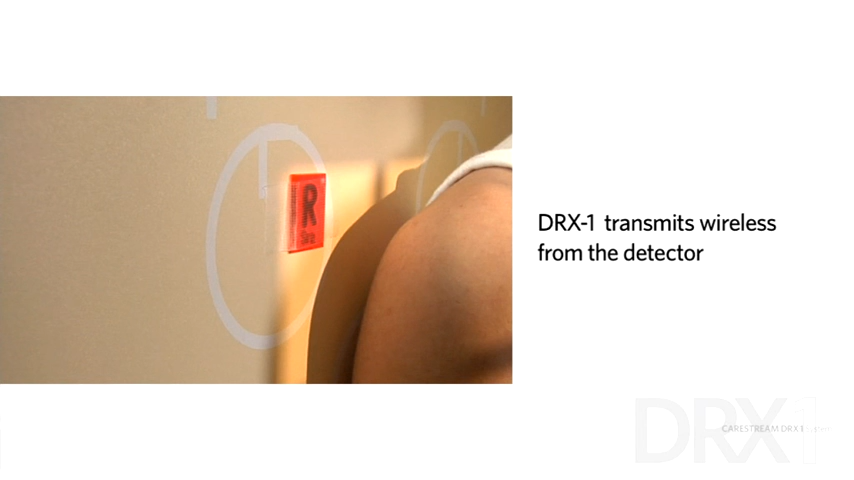 R
DRX-1 transmits wireless
from the detector
DRX1
CARESTREAM DRX 1